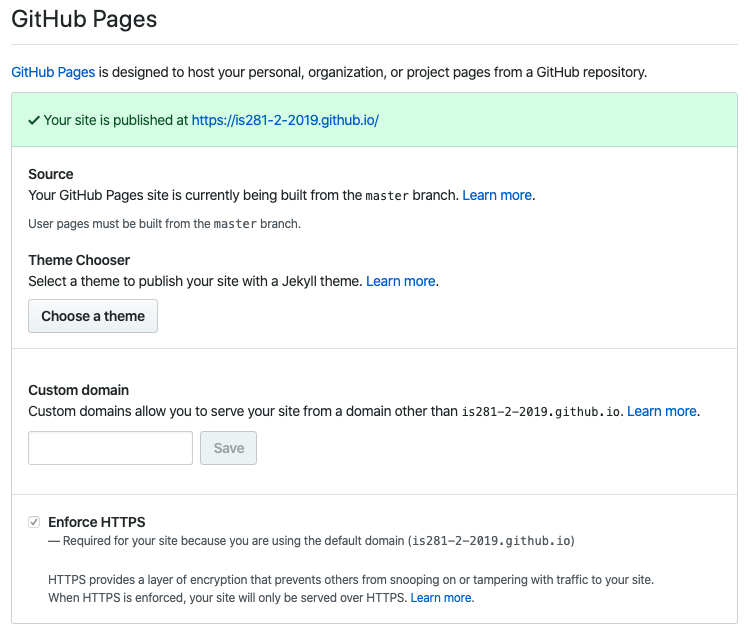 GitHub Pages
GitHub Pages is designed to host your personal, organization, or project pages from a GitHub repository.
✓ Your site is published at https://is281-2-2019.github.io/
Source
Your GitHub Pages site is currently being built from the master branch. Learn more.
User pages must be built from the master branch.
Theme Chooser
Select a theme to publish your site with a Jekyll theme. Learn more.
Choose a theme
Custom domain
Custom domains allow you to serve your site from a domain other than is281-2-2019.github.io. Learn more.
Save
Enforce HTTPS
— Required for your site because you are using the default domain (is281-2-2019.github.io)
HTTPS provides a layer of encryption that prevents others from snooping on or tampering with traffic to your site.
When HTTPS is enforced, your site will only be served over HTTPS. Learn more.